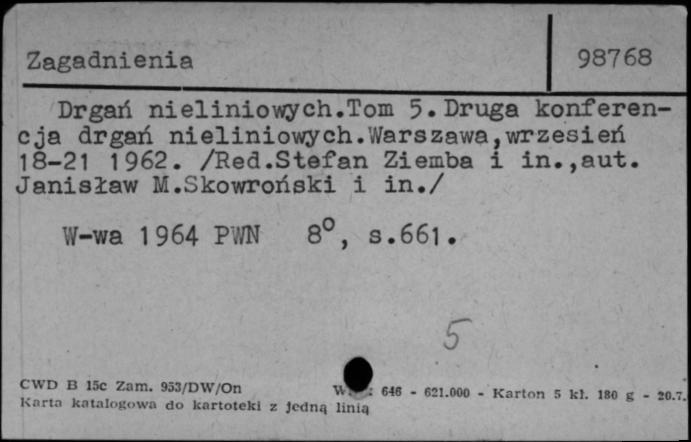 Zagadnienia 98768
Drgań nieliniowych.Tom 5.Druga konferen-
cja drgań nieliniowych.Warszawa,wrzesień
18-21 1962. /Red.Stefan Ziemba i in.,aut.
Janisław M.Skowroński i in./
W-wa 1964 PWN 8°, s.661.
5
CWD B 15c Zam. 953/DW/On : 646 - 621.000 - Karton 5 kl. 180 g - 20.7.
Karta katalogowa do kartoteki z jedną linią